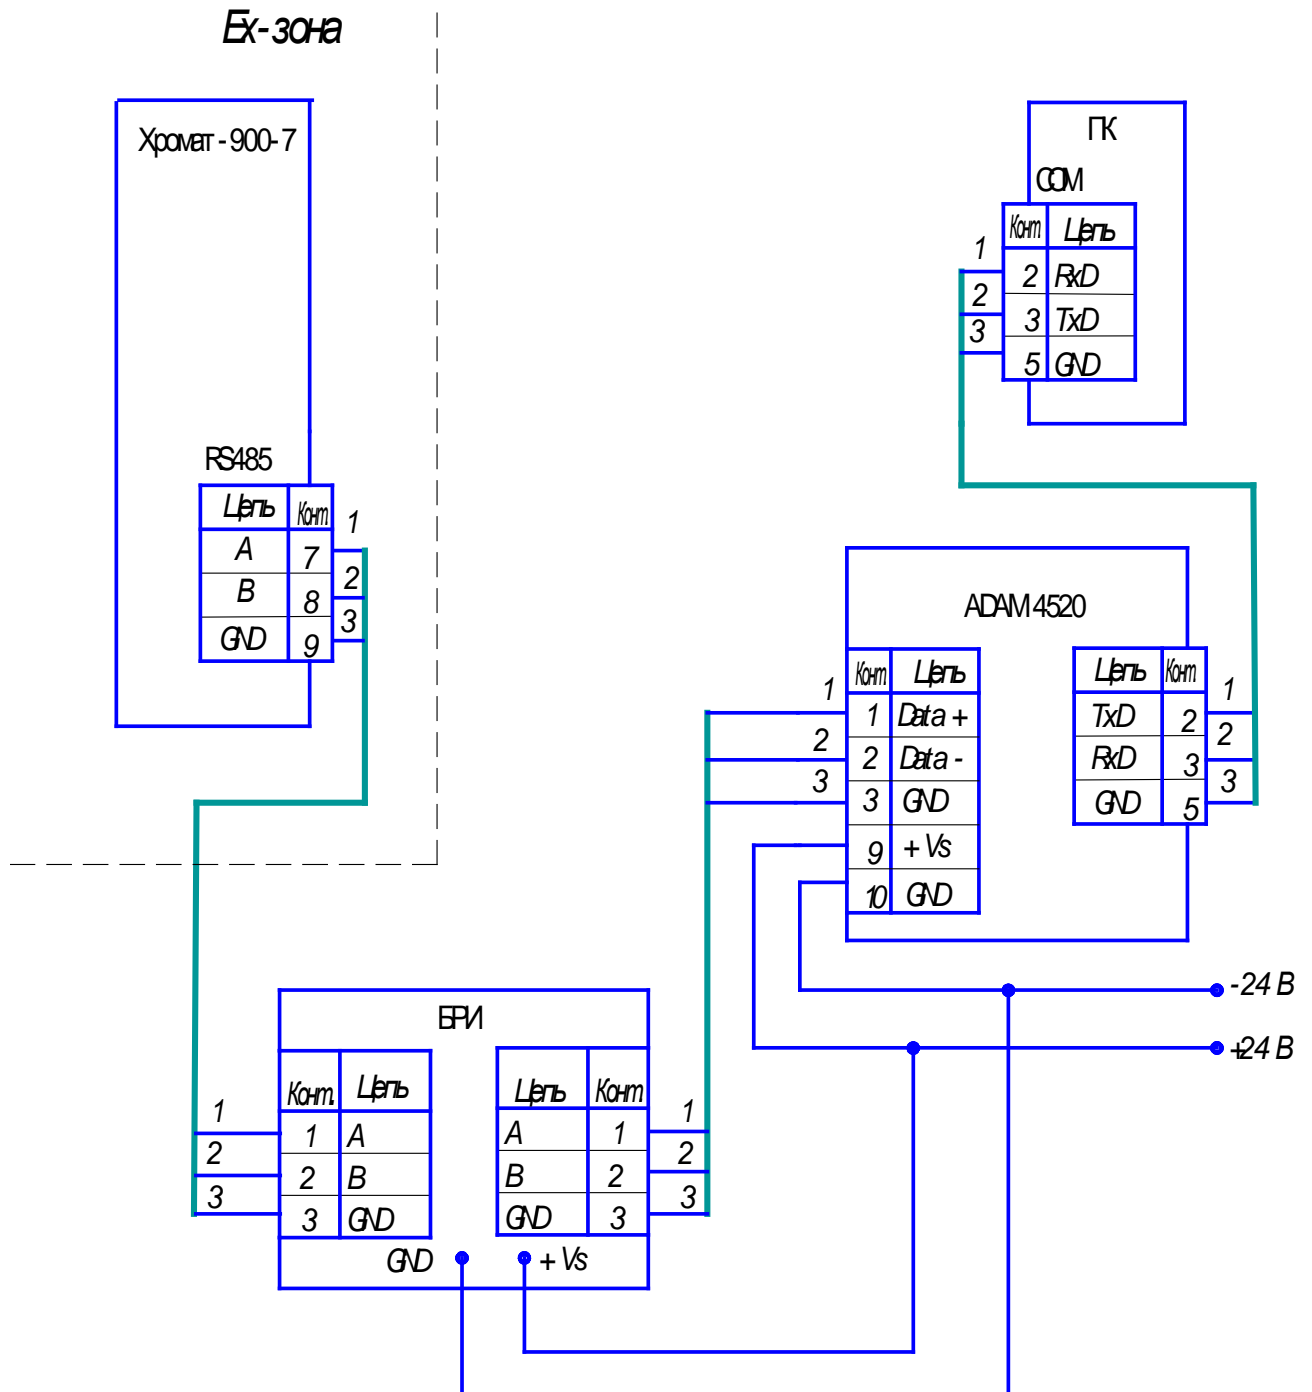 Ex-зона
Хромат-900-7
RS485
Цепь Конт.
A 7 1
B 8 2
GND 9 3
ПК
COM
Конт. Цепь
1 2 RxD
2 3 TxD
3 5 GND
ADAM 4520
Конт. Цепь
1 1 Data +
2 2 Data -
3 3 GND
9 + Vs
10 GND
Цепь Конт.
TxD 2 1
RxD 3 2
GND 5 3
-24 В
+24 В
БРИ
Конт. Цепь
1 1 A
2 2 B
3 3 GND
Цепь Конт.
A 1 1
B 2 2
GND 3 3
GND
+ Vs